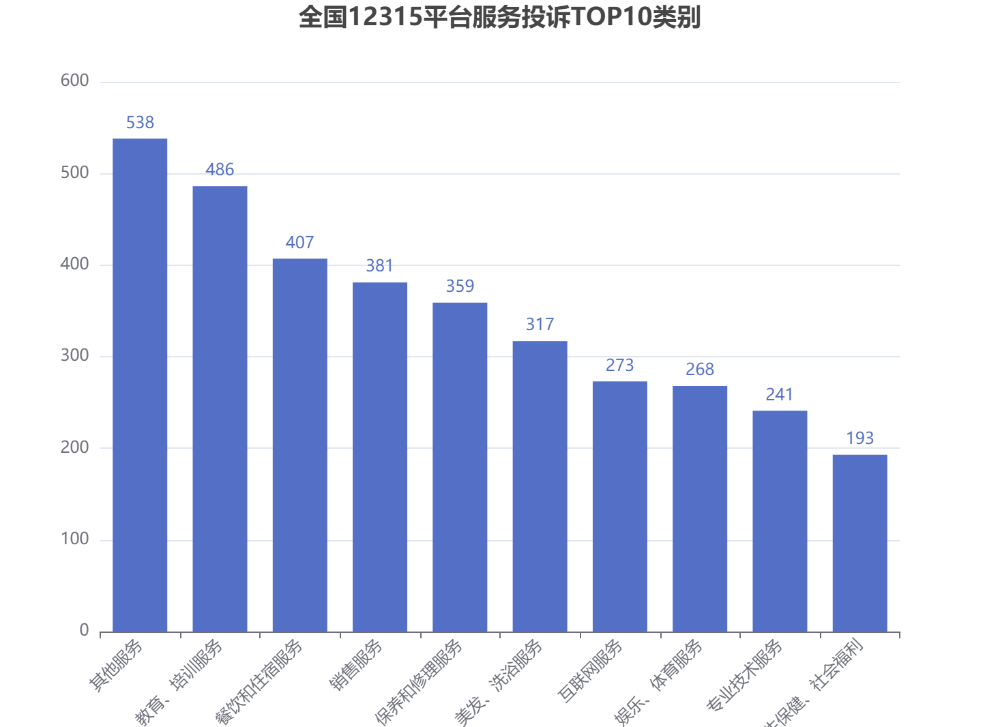 全国12315平台服务投诉TOP10类别
600
500
400
300
200
100
0
538
486
407
381
359
317
273
268
241
193
其他服务
教育、培训服务
餐饮和住宿服务
销售服务
保养和修理服务
美发、洗浴服务
互联网服务
娱乐、体育服务
专业技术服务
保健、社会福利